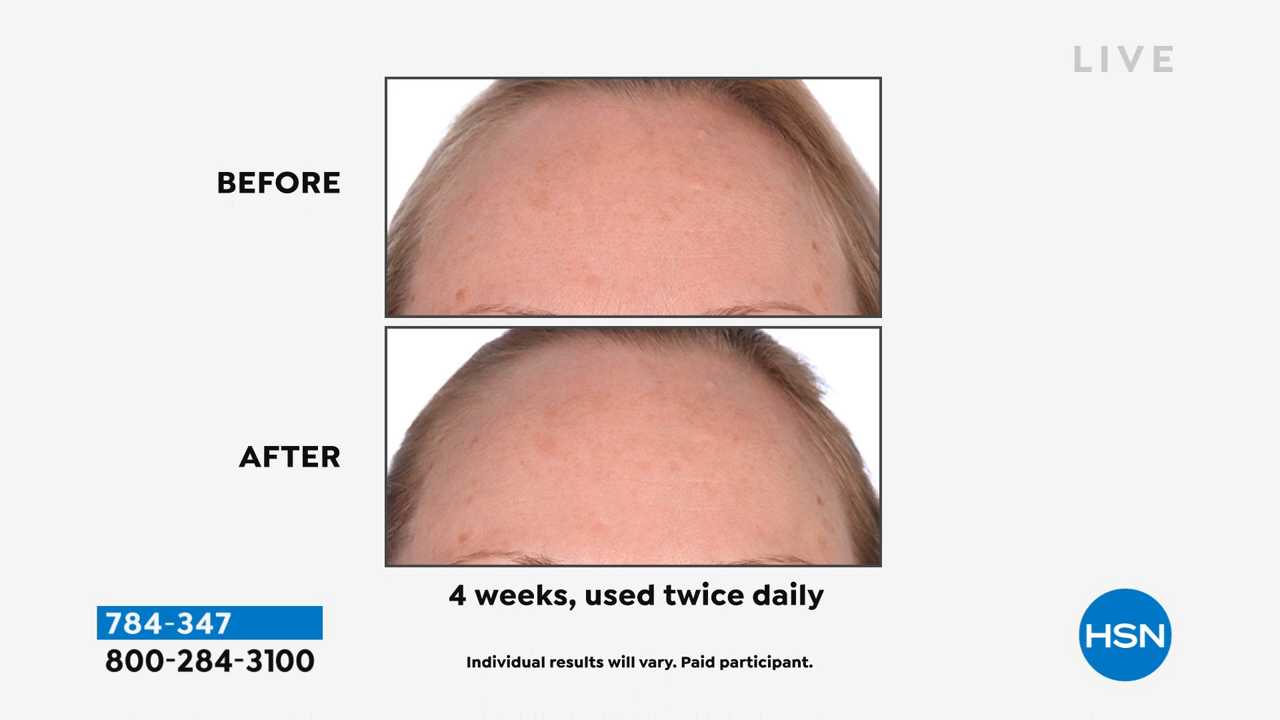 LIVE
BEFORE
AFTER
4 weeks, used twice daily
784-347
800-284-3100
Individual results will vary. Paid participant.
HSN